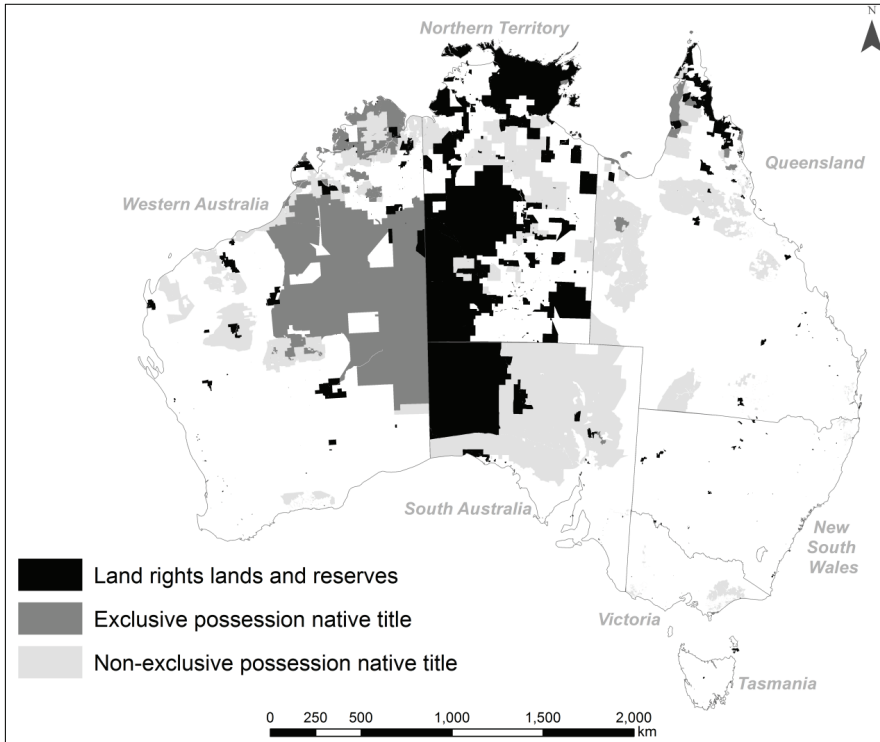 N
Northern Territory
Queensland
Western Australia
South Australia
New
South
Wales
Victoria
Tasmania
Land rights lands and reserves
Exclusive possession native title
Non-exclusive possession native title
0 250 500 1,000 1,500 2,000
km